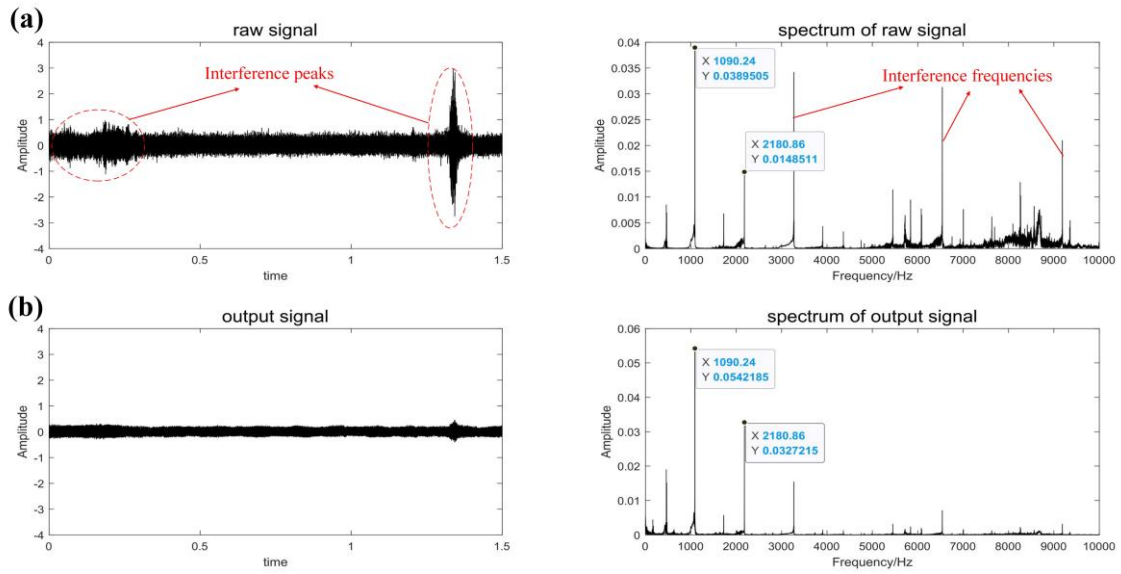 (a)
raw signal
4
3
2
1
0
-1
-2
-3
-4
Amplitude
Interference peaks
0
0.5
1
1.5
time
spectrum of raw signal
0.04
0.035
0.03
0.025
0.02
0.015
0.01
0.005
0
Amplitude
X 1090.24
Y 0.0389505
X 2180.86
Y 0.0148511
Interference frequencies
0
1000
2000
3000
4000
5000
6000
7000
8000
9000
10000
Frequency/Hz
(b)
output signal
4
3
2
1
0
-1
-2
-3
-4
Amplitude
0
0.5
1
1.5
time
spectrum of output signal
0.06
0.05
0.04
0.03
0.02
0.01
0
Amplitude
X 1090.24
Y 0.0542185
X 2180.86
Y 0.0327215
0
1000
2000
3000
4000
5000
6000
7000
8000
9000
10000
Frequency/Hz